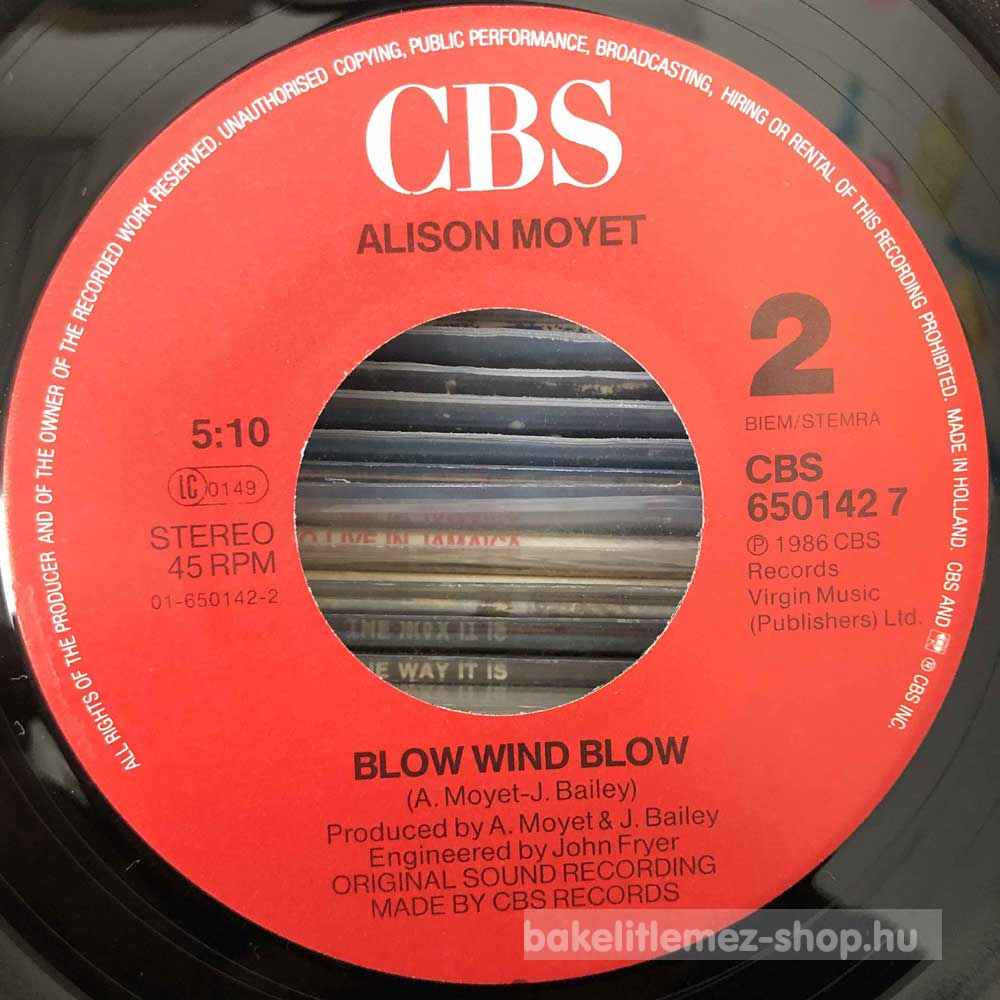 ALL RIGHTS OF THE PRODUCER AND OF THE OWNER OF THE RECORDED WORK RESERVED. UNAUTHORISED COPYING, PUBLIC PERFORMANCE, BROADCASTING, HIRING OR RENTAL OF THIS RECORDING PROHIBITED. MADE IN HOLLAND. CBS AND ® CBS INC.
CBS
ALISON MOYET
2
BIEM/STEMRA
5:10
LC 0149
STEREO
45 RPM
01-650142-2
CBS
650142 7
℗ 1986 CBS
Records
Virgin Music
(Publishers) Ltd.
LIVE IN JAMAICA
WAY IT IS
BLOW WIND BLOW
(A. Moyet-J. Bailey)
Produced by A. Moyet & J. Bailey
Engineered by John Fryer
ORIGINAL SOUND RECORDING
MADE BY CBS RECORDS
bakelitlemez-shop.hu